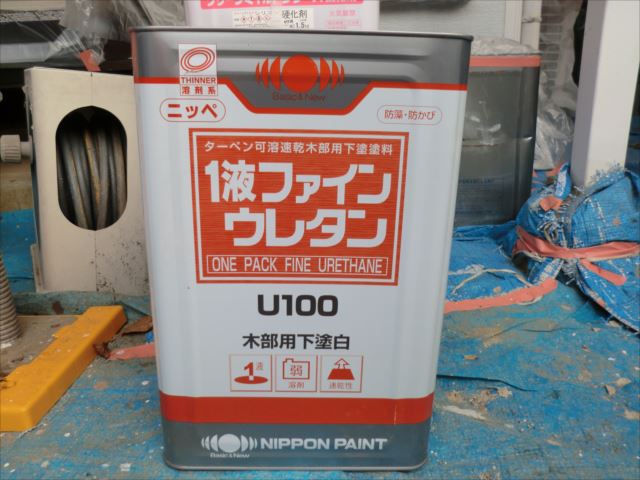 硬化剤
THINNER
溶剤系
Basic & New
ニッペ
防藻・防かび
ターペン可溶速乾木部用下塗塗料
1液ファイン
ウレタン
ONE PACK FINE URETHANE
U100
木部用下塗白
1液
弱
溶剤
速乾性
Basic & New
NIPPON PAINT